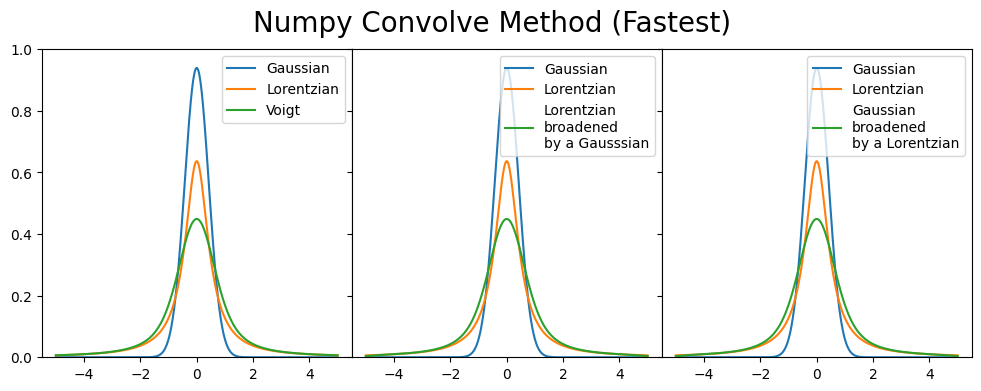 Numpy Convolve Method (Fastest)
1.0
0.8
0.6
0.4
0.2
0.0
Gaussian
Lorentzian
Voigt
−4 −2 0 2 4
Gaussian
Lorentzian
Lorentzian
broadened
by a Gausssian
−4 −2 0 2 4
Gaussian
Lorentzian
Gaussian
broadened
by a Lorentzian
−4 −2 0 2 4